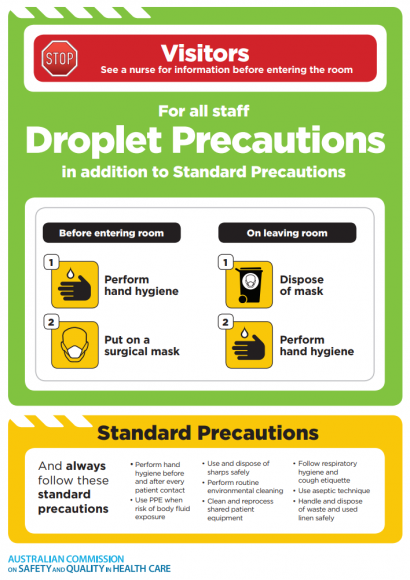 STOP
Visitors
See a nurse for information before entering the room
For all staff
Droplet Precautions
in addition to Standard Precautions
Before entering room
1
Perform
hand hygiene
2
Put on a
surgical mask
On leaving room
1
Dispose
of mask
2
Perform
hand hygiene
Standard Precautions
And always
follow these
standard
precautions
• Perform hand
hygiene before
and after every
patient contact
• Use PPE when
risk of body fluid
exposure
• Use and dispose of
sharps safely
• Perform routine
environmental cleaning
• Clean and reprocess
shared patient
equipment
• Follow respiratory
hygiene and
cough etiquette
• Use aseptic technique
• Handle and dispose
of waste and used
linen safely
AUSTRALIAN COMMISSION
ON SAFETY AND QUALITY IN HEALTH CARE